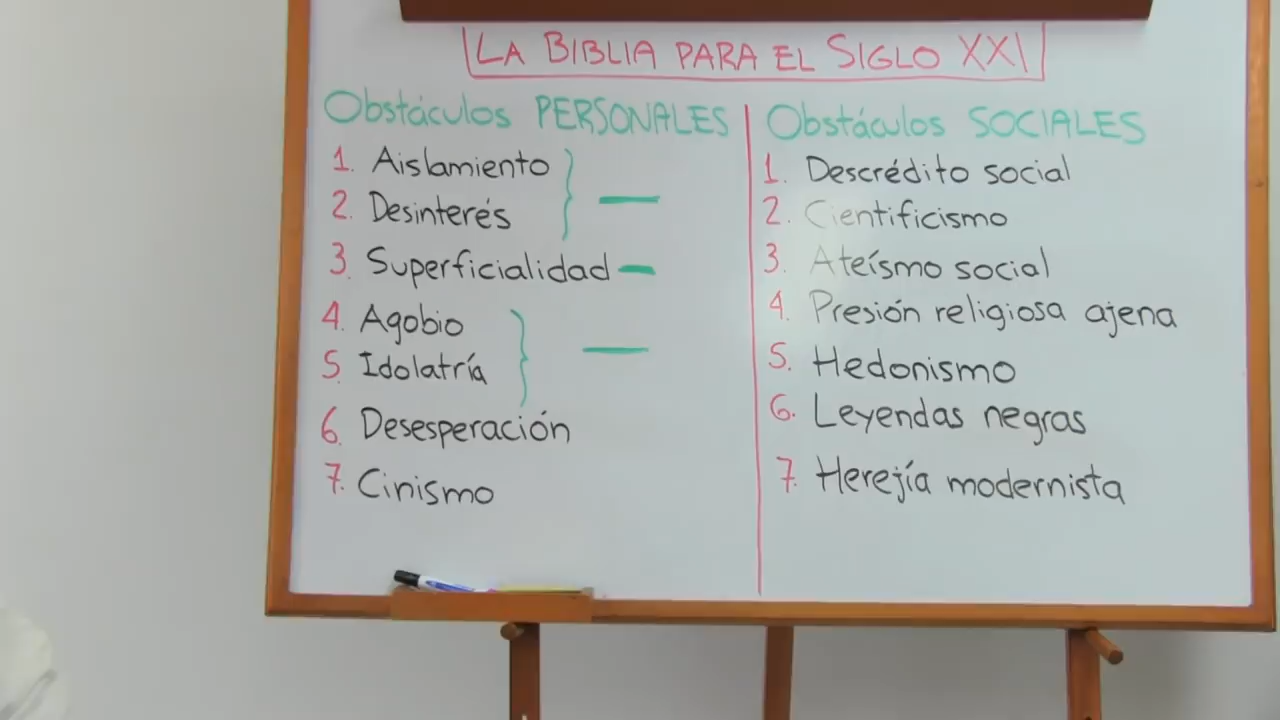 LA BIBLIA PARA EL SIGLO XXI
Obstáculos PERSONALES
1. Aislamiento
2. Desinterés
3. Superficialidad
4. Agobio
5. Idolatría
6. Desesperación
7. Cinismo
Obstáculos SOCIALES
1. Descrédito social
2. Cientificismo
3. Ateísmo social
4. Presión religiosa ajena
5. Hedonismo
6. Leyendas negras
7. Herejía modernista